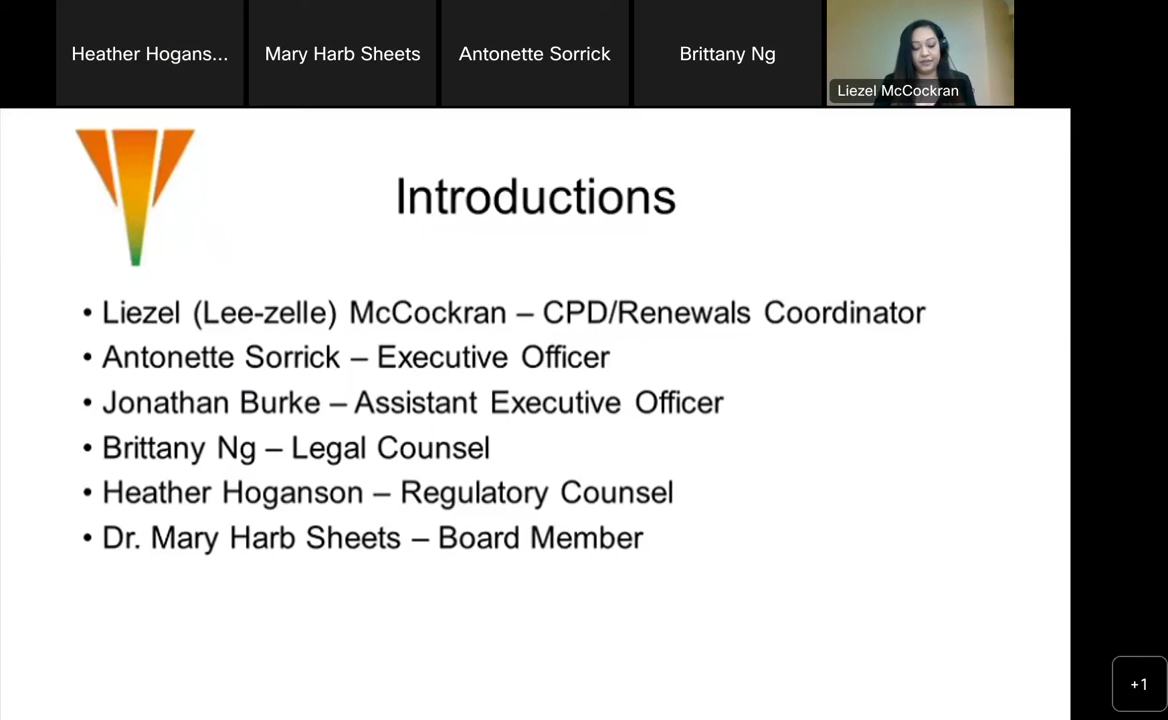 Heather Hogans...
Mary Harb Sheets
Antonette Sorrick
Brittany Ng
Liezel McCockran
Introductions
• Liezel (Lee-zelle) McCockran – CPD/Renewals Coordinator
• Antonette Sorrick – Executive Officer
• Jonathan Burke – Assistant Executive Officer
• Brittany Ng – Legal Counsel
• Heather Hoganson – Regulatory Counsel
• Dr. Mary Harb Sheets – Board Member
+1